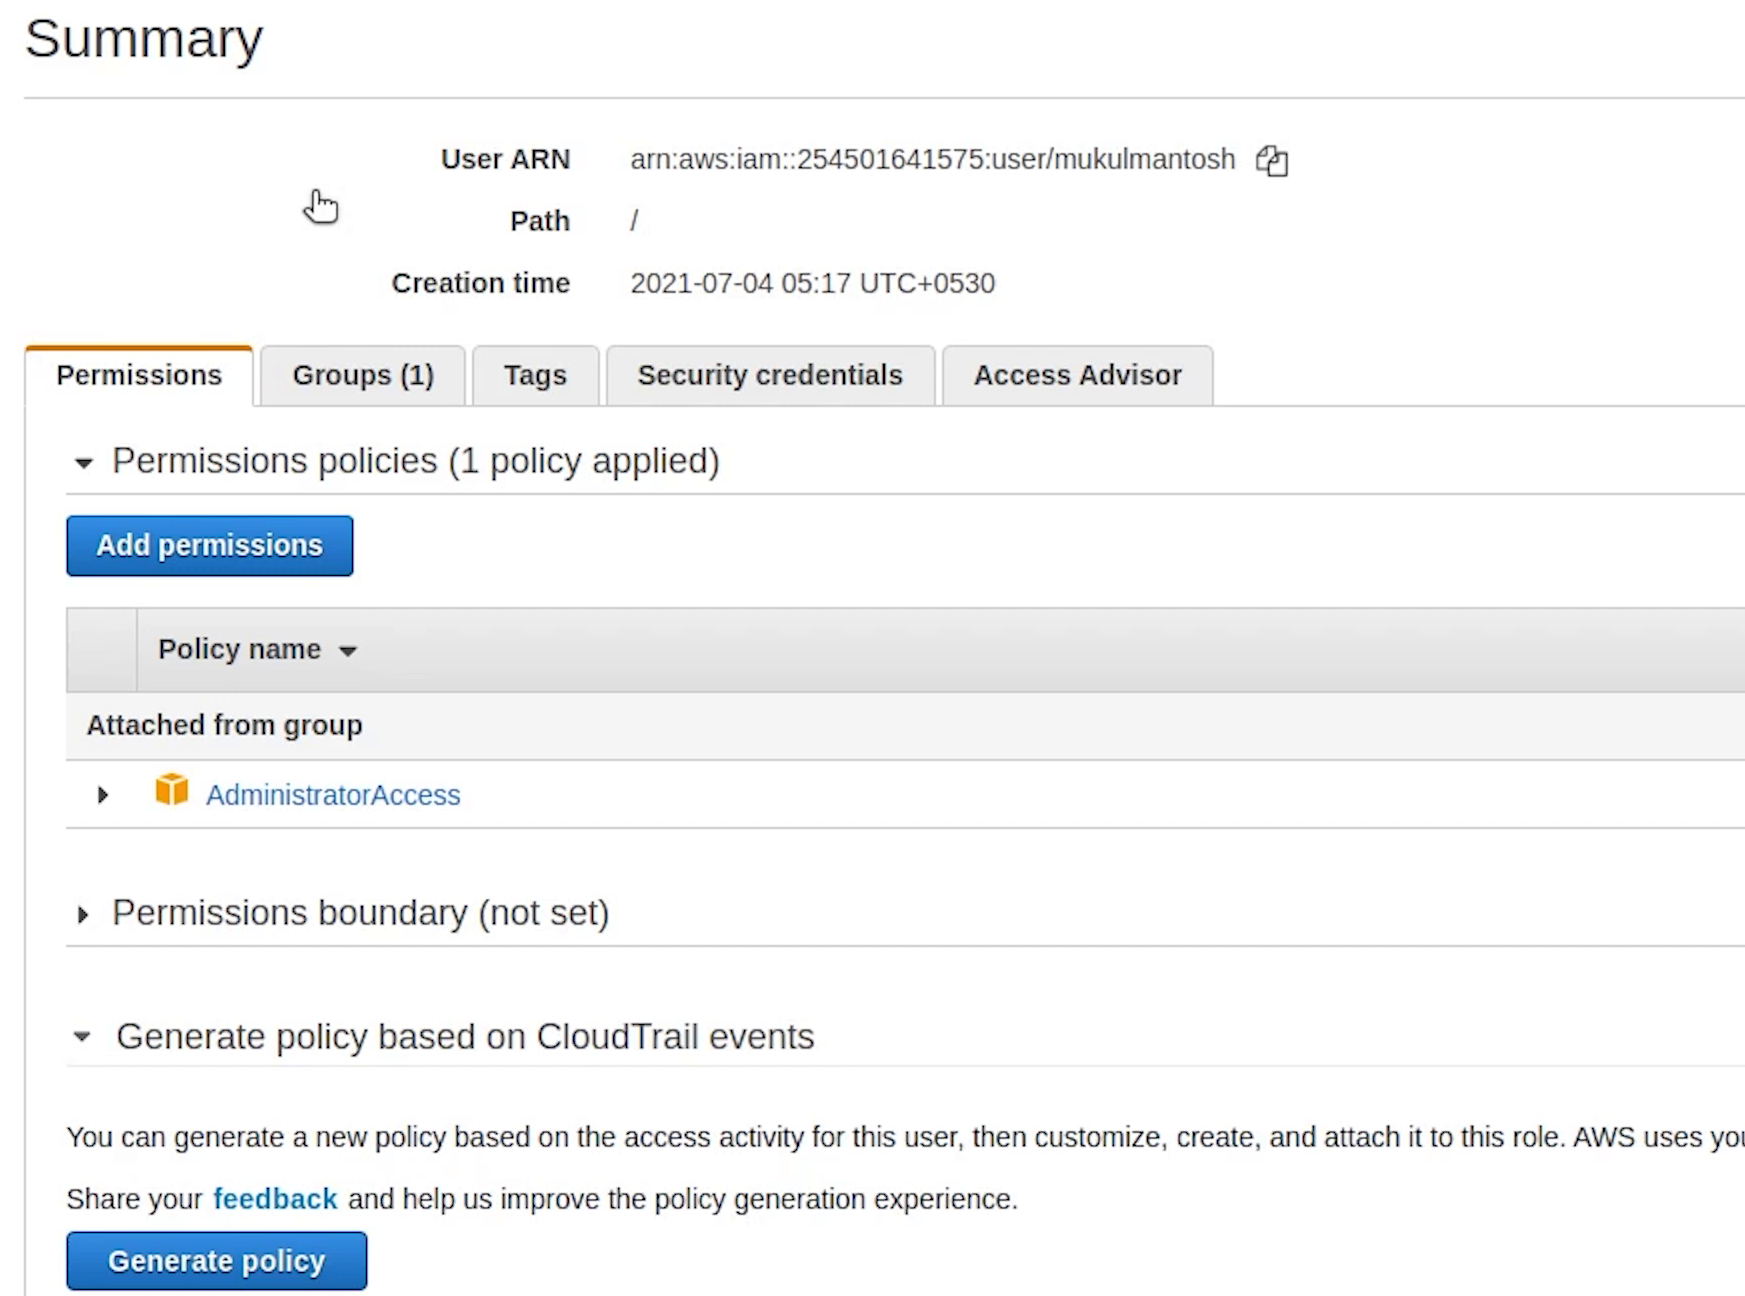 Summary
User ARN arn:aws:iam::254501641575:user/mukulmantosh
Path /
Creation time 2021-07-04 05:17 UTC+0530
Permissions Groups (1) Tags Security credentials Access Advisor
Permissions policies (1 policy applied)
Add permissions
Policy name
Attached from group
AdministratorAccess
Permissions boundary (not set)
Generate policy based on CloudTrail events
You can generate a new policy based on the access activity for this user, then customize, create, and attach it to this role. AWS uses
Share your feedback and help us improve the policy generation experience.
Generate policy